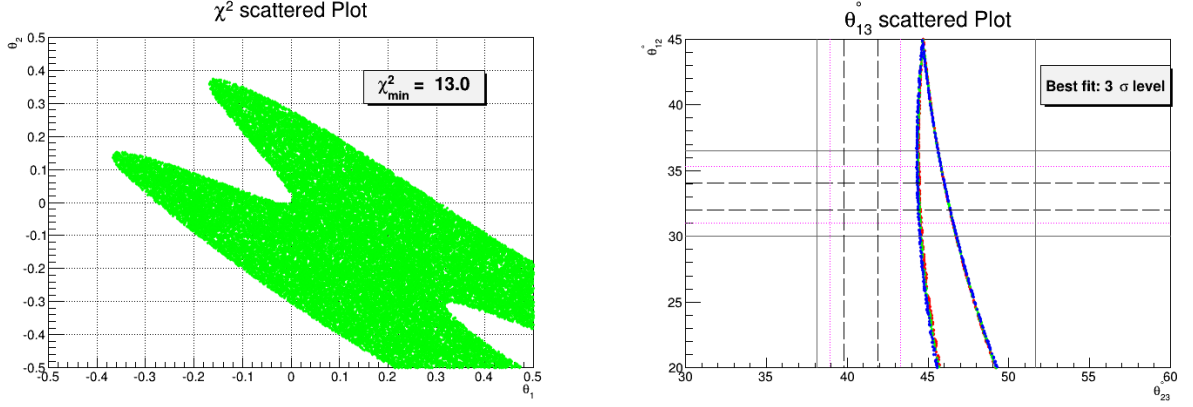 χ² scattered Plot
θ₂
0.5
0.4
0.3
0.2
0.1
0
-0.1
-0.2
-0.3
-0.4
-0.5
χ²min = 13.0
-0.5 -0.4 -0.3 -0.2 -0.1 0 0.1 0.2 0.3 0.4 0.5
θ₁
θ°₁₃ scattered Plot
θ°₁₂
45
40
35
30
25
20
Best fit: 3 σ level
30 35 40 45 50 55 60
θ°₂₃